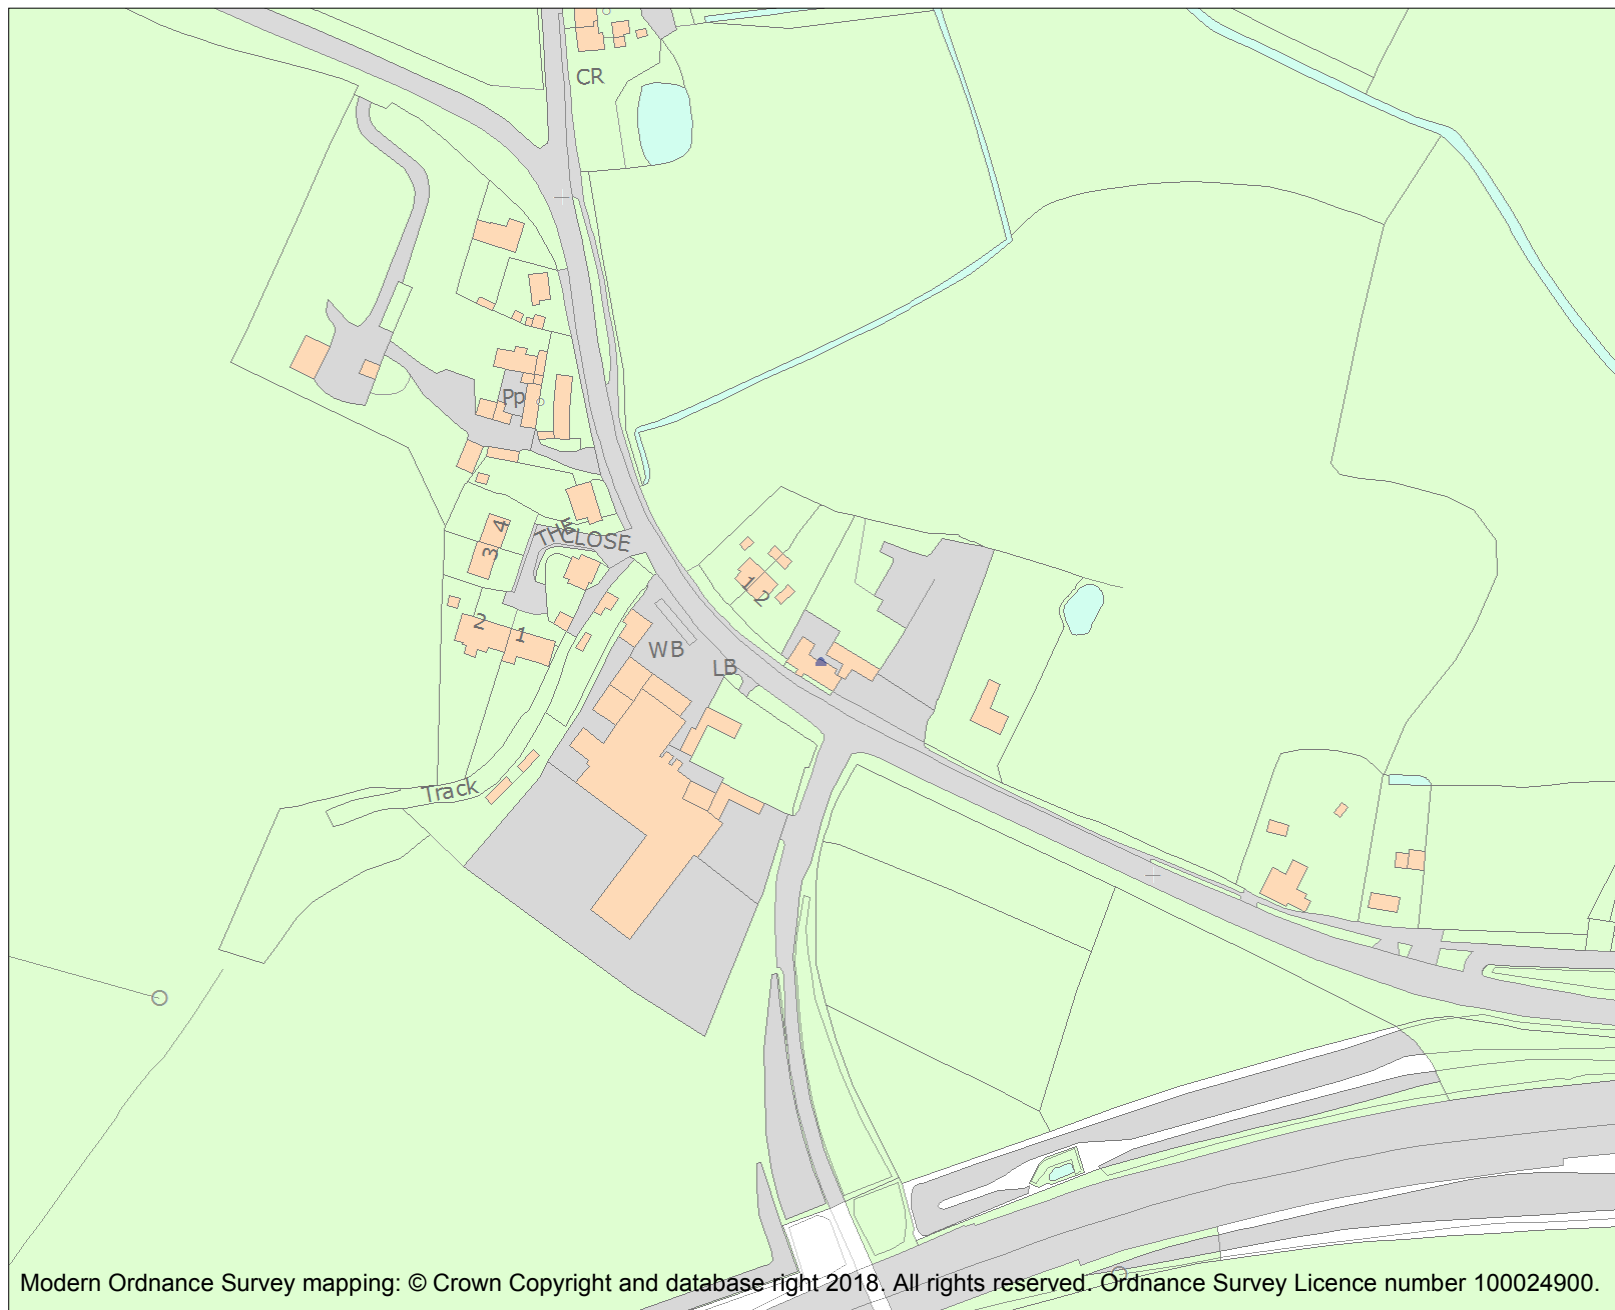 CR
Pp
4
THE
CLOSE
3
1
2
2
1
WB
LB
Track
Modern Ordnance Survey mapping: © Crown Copyright and database right 2018. All rights reserved. Ordnance Survey Licence number 100024900.